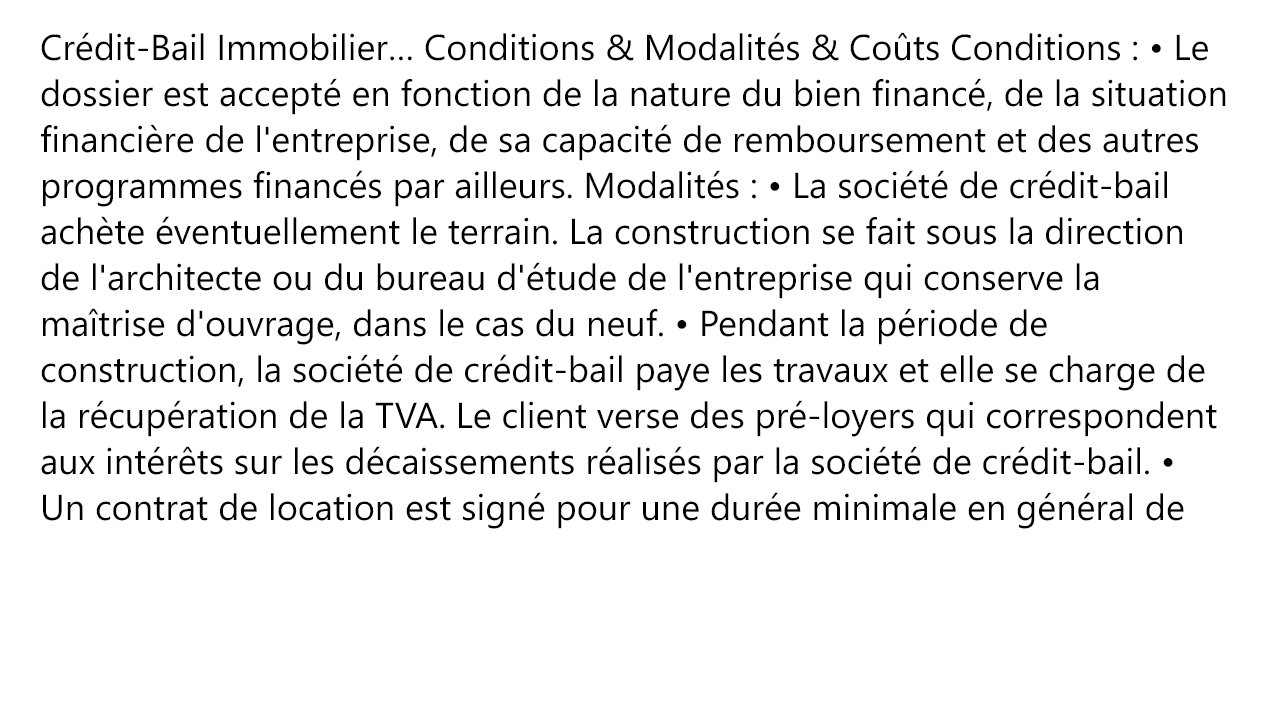 Crédit-Bail Immobilier... Conditions & Modalités & Coûts Conditions : • Le
dossier est accepté en fonction de la nature du bien financé, de la situation
financière de l'entreprise, de sa capacité de remboursement et des autres
programmes financés par ailleurs. Modalités : • La société de crédit-bail
achète éventuellement le terrain. La construction se fait sous la direction
de l'architecte ou du bureau d'étude de l'entreprise qui conserve la
maîtrise d'ouvrage, dans le cas du neuf. • Pendant la période de
construction, la société de crédit-bail paye les travaux et elle se charge de
la récupération de la TVA. Le client verse des pré-loyers qui correspondent
aux intérêts sur les décaissements réalisés par la société de crédit-bail. •
Un contrat de location est signé pour une durée minimale en général de